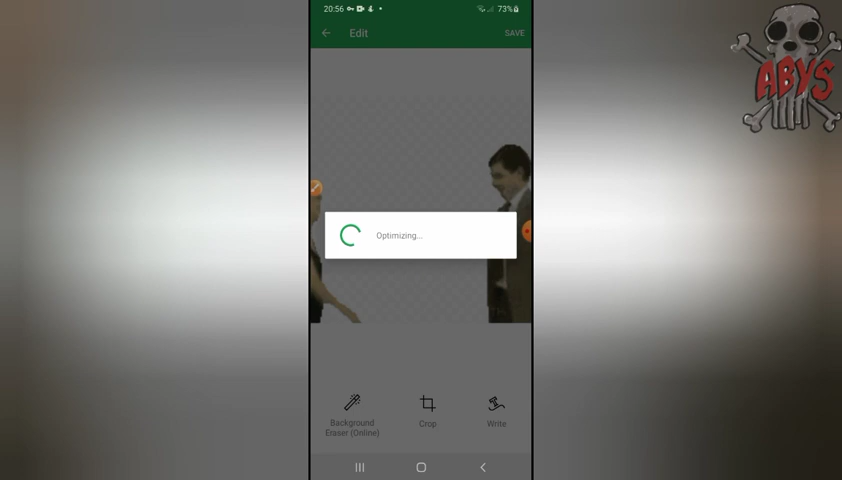 20:56
73%
Edit
SAVE
ABYS
Optimizing...
Background
Eraser (Online)
Crop
Write